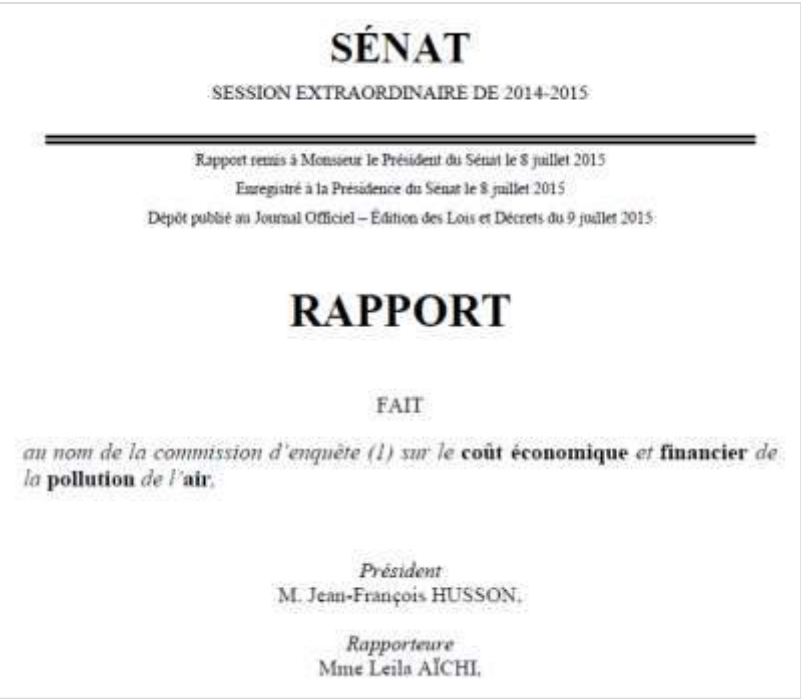 SÉNAT
SESSION EXTRAORDINAIRE DE 2014-2015
Rapport remis à Monsieur le Président du Sénat le 8 juillet 2015
Enregistré à la Présidence du Sénat le 8 juillet 2015
Dépôt publié au Journal Officiel – Édition des Lois et Décrets du 9 juillet 2015
RAPPORT
FAIT
au nom de la commission d'enquête (1) sur le coût économique et financier de
la pollution de l'air,
Président
M. Jean-François HUSSON,
Rapporteure
Mme Leila AÏCHI,